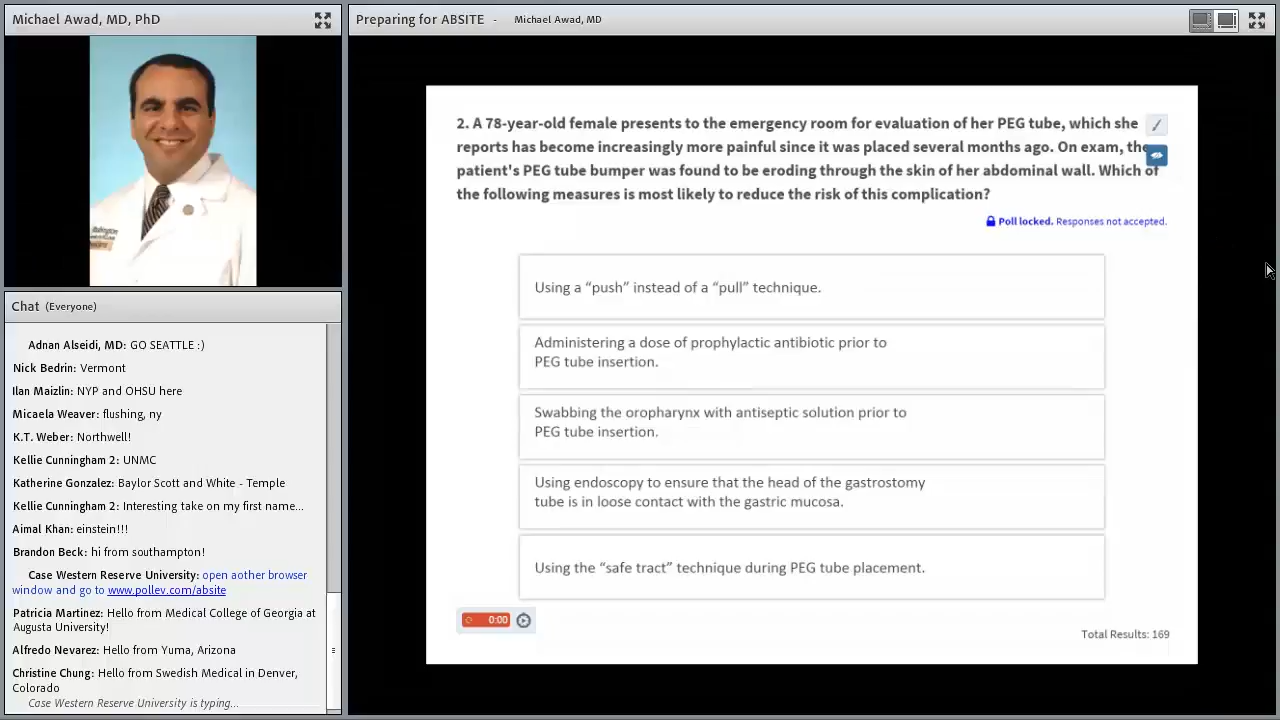 Michael Awad, MD, PhD
Preparing for ABSITE - Michael Awad, MD
2. A 78-year-old female presents to the emergency room for evaluation of her PEG tube, which she
reports has become increasingly more painful since it was placed several months ago. On exam, the
patient's PEG tube bumper was found to be eroding through the skin of her abdominal wall. Which of
the following measures is most likely to reduce the risk of this complication?
Poll locked. Responses not accepted.
Using a “push” instead of a “pull” technique.
Administering a dose of prophylactic antibiotic prior to
PEG tube insertion.
Swabbing the oropharynx with antiseptic solution prior to
PEG tube insertion.
Using endoscopy to ensure that the head of the gastrostomy
tube is in loose contact with the gastric mucosa.
Using the “safe tract” technique during PEG tube placement.
0:00
Total Results: 169
Chat (Everyone)
Adnan Alseidi, MD: GO SEATTLE :)
Nick Bedrin: Vermont
Ilan Maizlin: NYP and OHSU here
Micaela Weaver: flushing, ny
K.T. Weber: Northwell!
Kellie Cunningham 2: UNMC
Katherine Gonzalez: Baylor Scott and White - Temple
Kellie Cunningham 2: Interesting take on my first name...
Aimal Khan: einstein!!!
Brandon Beck: hi from southampton!
Case Western Reserve University: open aother browser
window and go to www.pollev.com/absite
Patricia Martinez: Hello from Medical College of Georgia at
Augusta University!
Alfredo Nevarez: Hello from Yuma, Arizona
Christine Chung: Hello from Swedish Medical in Denver,
Colorado
Case Western Reserve University is typing...